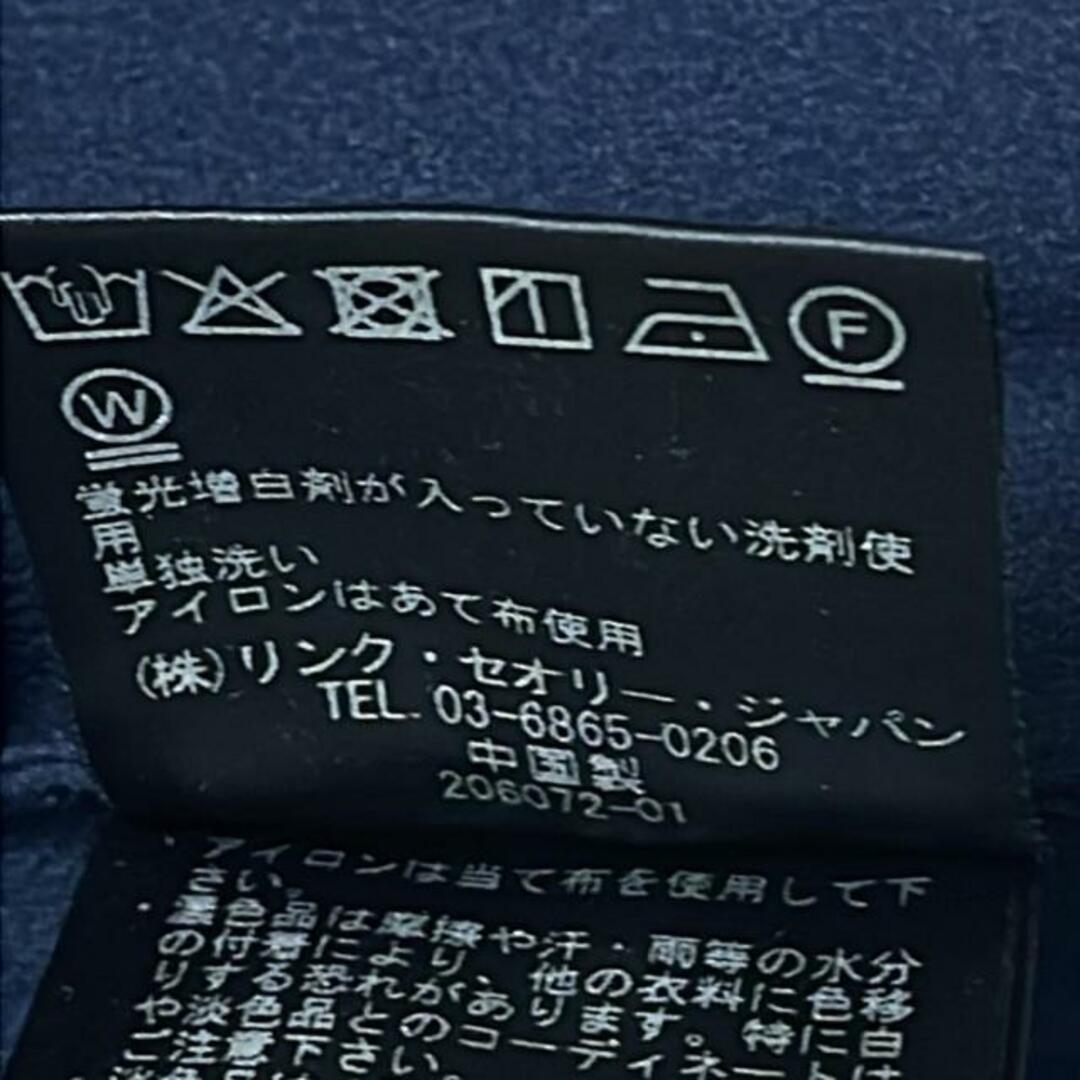 F
W
蛍光増白剤が入っていない洗剤使
用
単独洗い
アイロンはあて布使用
(株)リンク・セオリー・ジャパン
TEL. 03-6865-0206
中国製
206072-01
・アイロンは当て布を使用して下
さい。
・濃色品は摩擦や汗・雨等の水分
の付着により、他の衣料に色移
りする恐れがあります。特に白
や淡色品とのコーディネートは
ご注意下さい。